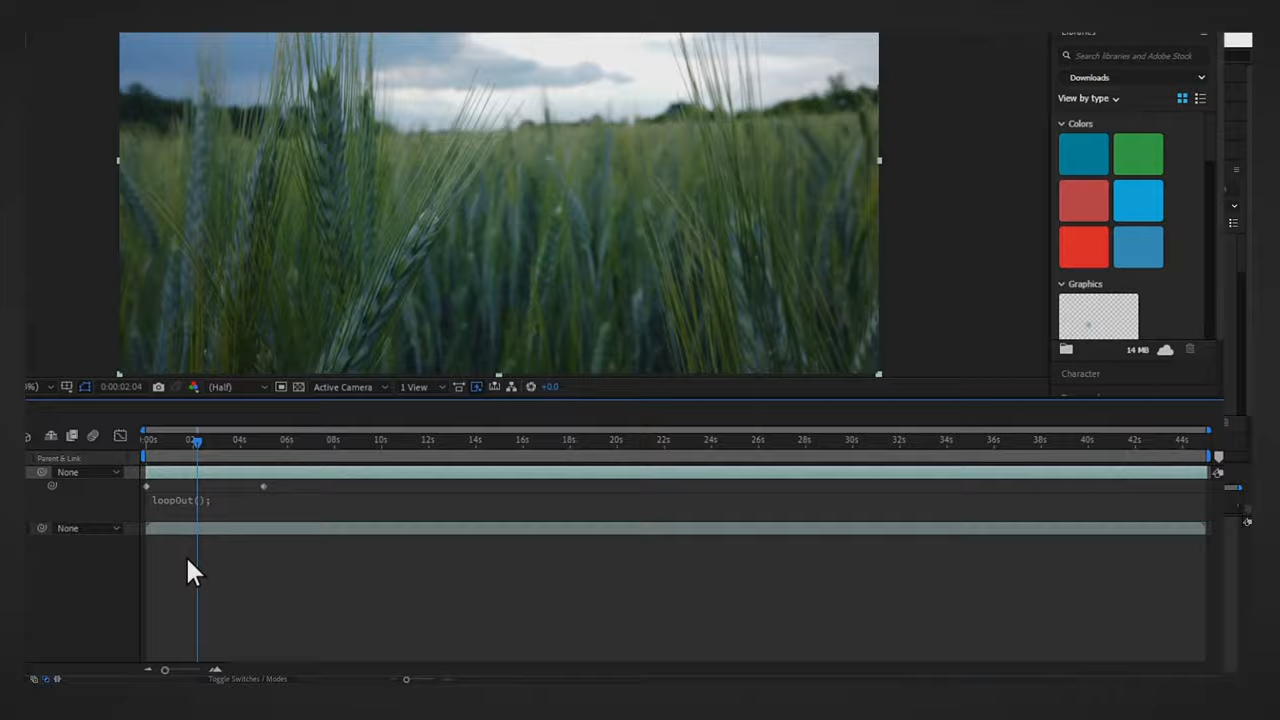 Search libraries and Adobe Stock
Downloads
View by type
Colors
Graphics
14 MB
Character
%) 0:00:02:04 (Half) Active Camera 1 View +0.0
:00s 02s 04s 06s 08s 10s 12s 14s 16s 18s 20s 22s 24s 26s 28s 30s 32s 34s 36s 38s 40s 42s 44s
Parent & Link
None
loopOut();
None
Toggle Switches / Modes